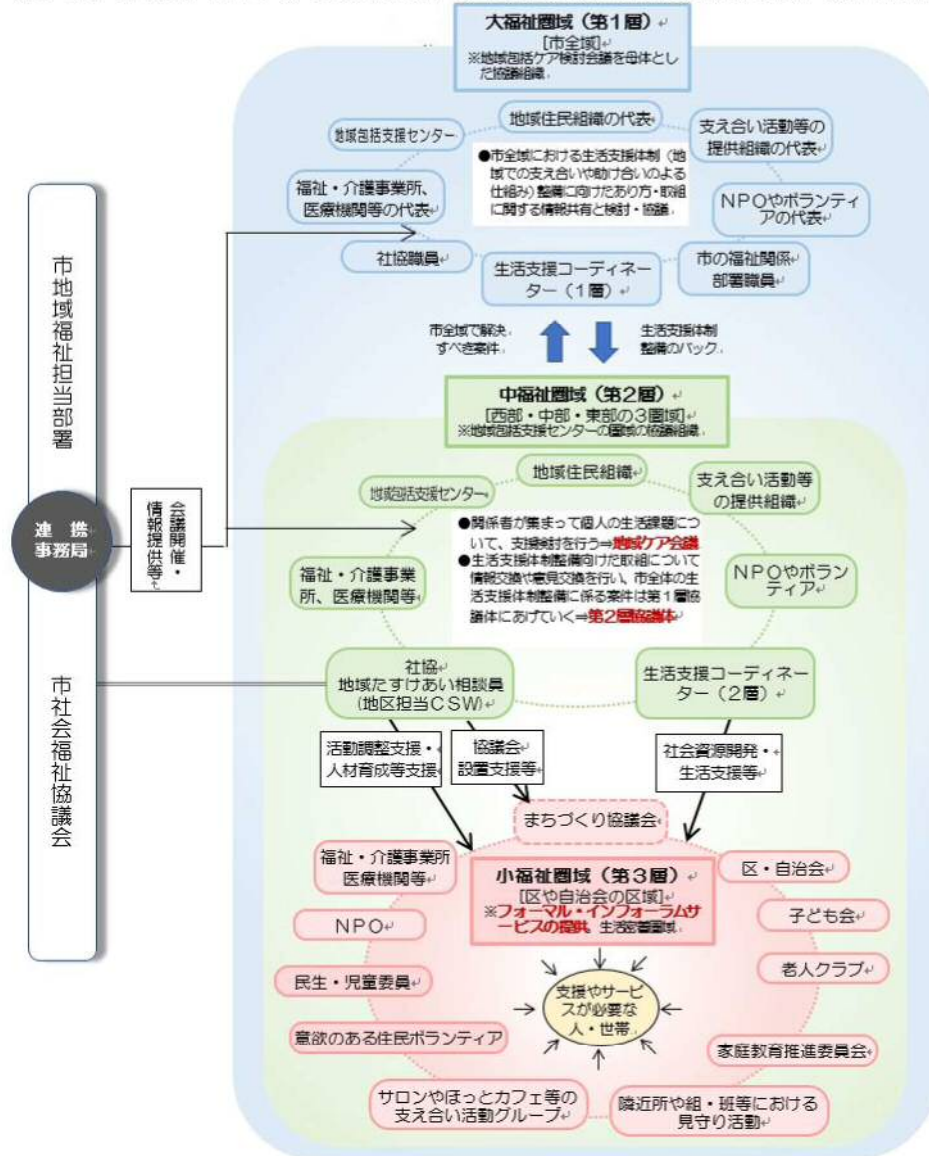 大福祉圏域（第1層）
[市全域]
※地域包括ケア検討会議を母体とし
た協議組織
地域住民組織の代表
地域包括支援センター
支え合い活動等の
提供組織の代表
福祉・介護事業所、
医療機関等の代表
●市全域における生活支援体制（地
域での支え合いや助け合いのよる
仕組み）整備に向けたあり方・取組
に関する情報共有と検討・協議
NPOやボランティ
アの代表
社協職員
生活支援コーディネー
ター（1層）
市の福祉関係
部署職員
市全域で解決
すべき案件
生活支援体制
整備のバック
中福祉圏域（第2層）
[西部・中部・東部の3圏域]
※地域包括支援センターの圏域の協議組織
地域住民組織
地域包括支援センター
支え合い活動等
の提供組織
●関係者が集まって個人の生活課題につ
いて、支援検討を行う⇒地域ケア会議
●生活支援体制整備向けた取組について
情報交換や意見交換を行い、市全体の生
活支援体制整備に係る案件は第1層協
議体にあげていく⇒第2層協議体
福祉・介護事業
所、医療機関等
NPOやボラン
ティア
社協
地域たすけあい相談員
(地区担当CSW)
生活支援コーディネー
ター（2層）
活動調整支援・
人材育成等支援
協議会
設置支援等
社会資源開発・
生活支援等
まちづくり協議会
小福祉圏域（第3層）
[区や自治会の区域]
※フォーマル・インフォーラムサ
ービスの提供。生活密着圏域
福祉・介護事業所
医療機関等
区・自治会
NPO
子ども会
民生・児童委員
老人クラブ
支援やサービ
スが必要な
人・世帯
意欲のある住民ボランティア
家庭教育推進委員会
サロンやほっとカフェ等の
支え合い活動グループ
隣近所や組・班等における
見守り活動
市地域福祉担当部署
連携
事務局
会議開催・
情報提供等
市社会福祉協議会